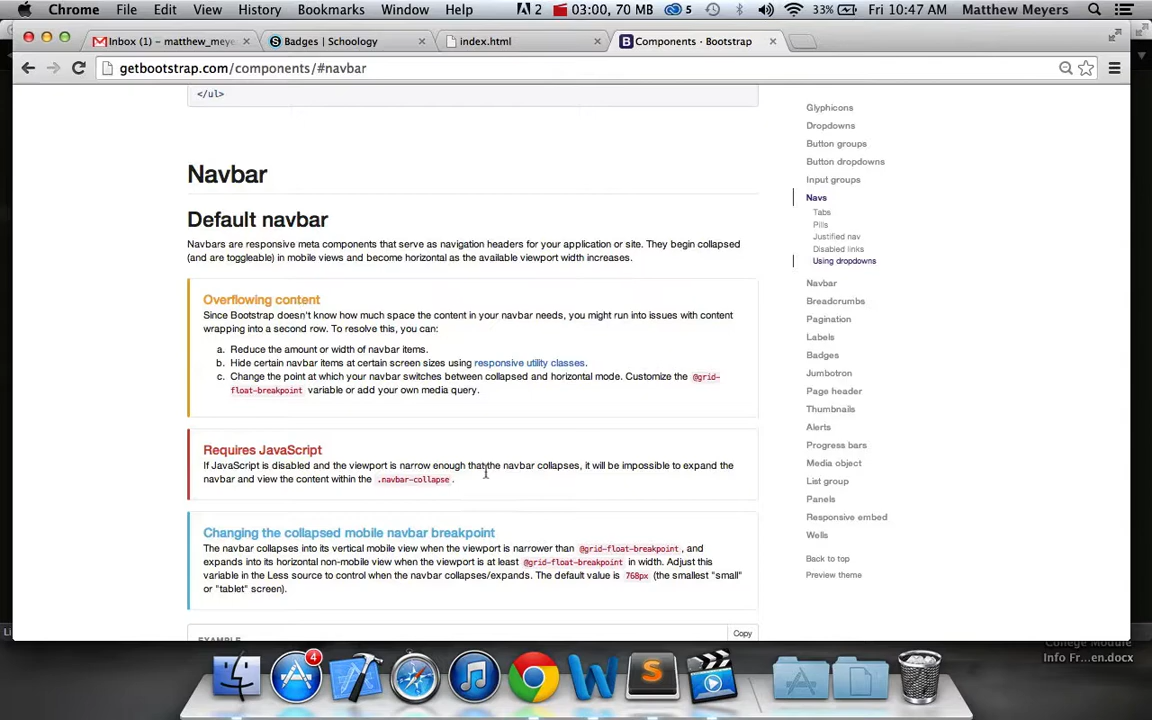 Chrome File Edit View History Bookmarks Window Help 2 03:00, 70 MB 5 33% Fri 10:47 AM Matthew Meyers
Inbox (1) – matthew_meye
Badges | Schoology
index.html
Components · Bootstrap
getbootstrap.com/components/#navbar
</ul>
Navbar
Default navbar
Navbars are responsive meta components that serve as navigation headers for your application or site. They begin collapsed
(and are toggleable) in mobile views and become horizontal as the available viewport width increases.
Overflowing content
Since Bootstrap doesn't know how much space the content in your navbar needs, you might run into issues with content
wrapping into a second row. To resolve this, you can:
a. Reduce the amount or width of navbar items.
b. Hide certain navbar items at certain screen sizes using responsive utility classes.
c. Change the point at which your navbar switches between collapsed and horizontal mode. Customize the @grid-
float-breakpoint variable or add your own media query.
Requires JavaScript
If JavaScript is disabled and the viewport is narrow enough that the navbar collapses, it will be impossible to expand the
navbar and view the content within the .navbar-collapse.
Changing the collapsed mobile navbar breakpoint
The navbar collapses into its vertical mobile view when the viewport is narrower than @grid-float-breakpoint, and
expands into its horizontal non-mobile view when the viewport is at least @grid-float-breakpoint in width. Adjust this
variable in the Less source to control when the navbar collapses/expands. The default value is 768px (the smallest "small"
or "tablet" screen).
EXAMPLE
Copy
Glyphicons
Dropdowns
Button groups
Button dropdowns
Input groups
Navs
Tabs
Pills
Justified nav
Disabled links
Using dropdowns
Navbar
Breadcrumbs
Pagination
Labels
Badges
Jumbotron
Page header
Thumbnails
Alerts
Progress bars
Media object
List group
Panels
Responsive embed
Wells
Back to top
Preview theme
College Module
Info Fr...en.docx
4